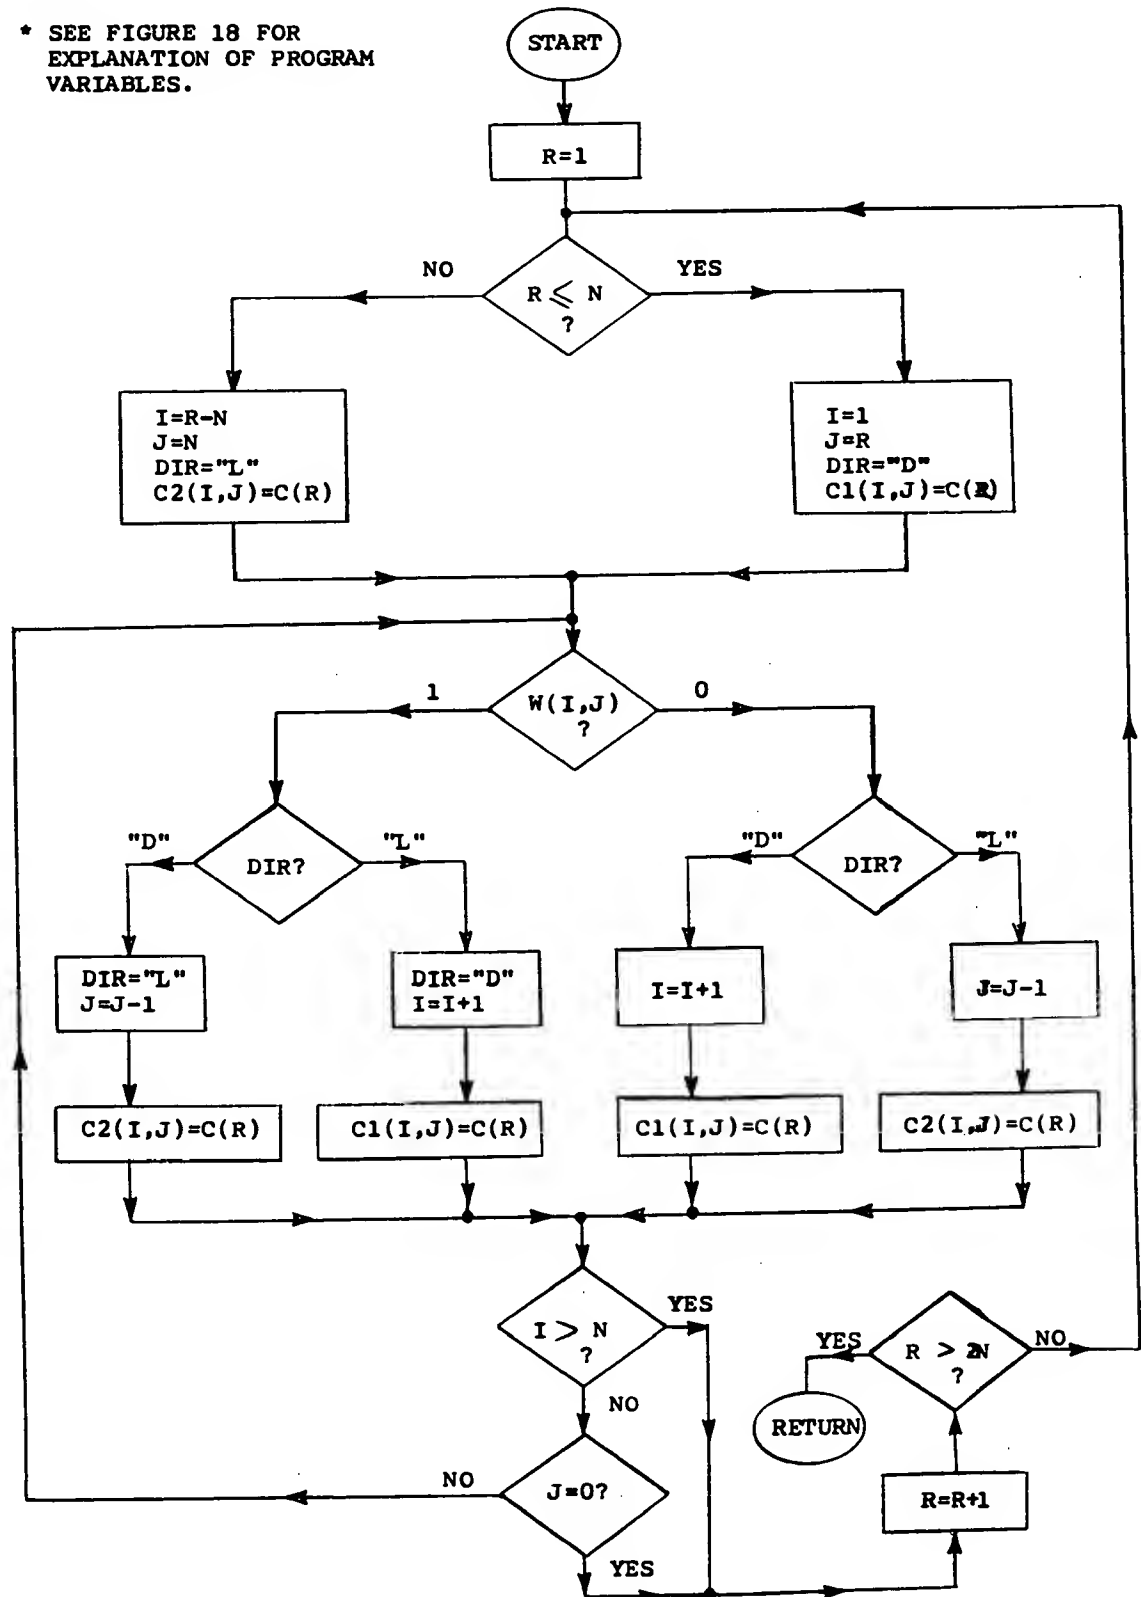 * SEE FIGURE 18 FOR
EXPLANATION OF PROGRAM
VARIABLES.
START
R=1
NO
YES
R ⩽ N
?
I=R-N
J=N
DIR="L"
C2(I,J)=C(R)
I=1
J=R
DIR="D"
C1(I,J)=C(R)
1
W(I,J)
?
0
"D"
DIR?
"L"
"D"
DIR?
"L"
DIR="L"
J=J-1
DIR="D"
I=I+1
I=I+1
J=J-1
C2(I,J)=C(R)
C1(I,J)=C(R)
C1(I,J)=C(R)
C2(I,J)=C(R)
I > N
?
YES
NO
YES
R > 2N
?
NO
RETURN
NO
J=0?
R=R+1
YES